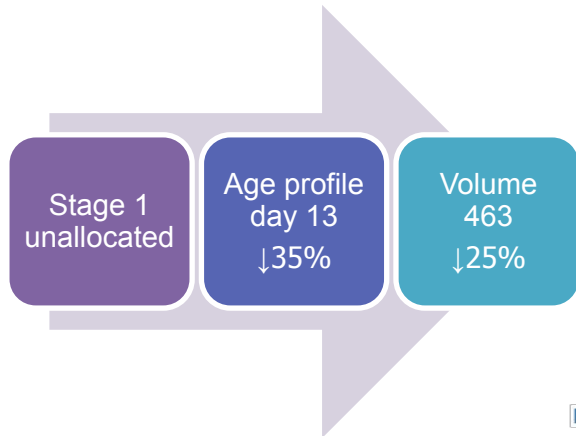 Stage 1
unallocated
Age profile
day 13
↓35%
Volume
463
↓25%